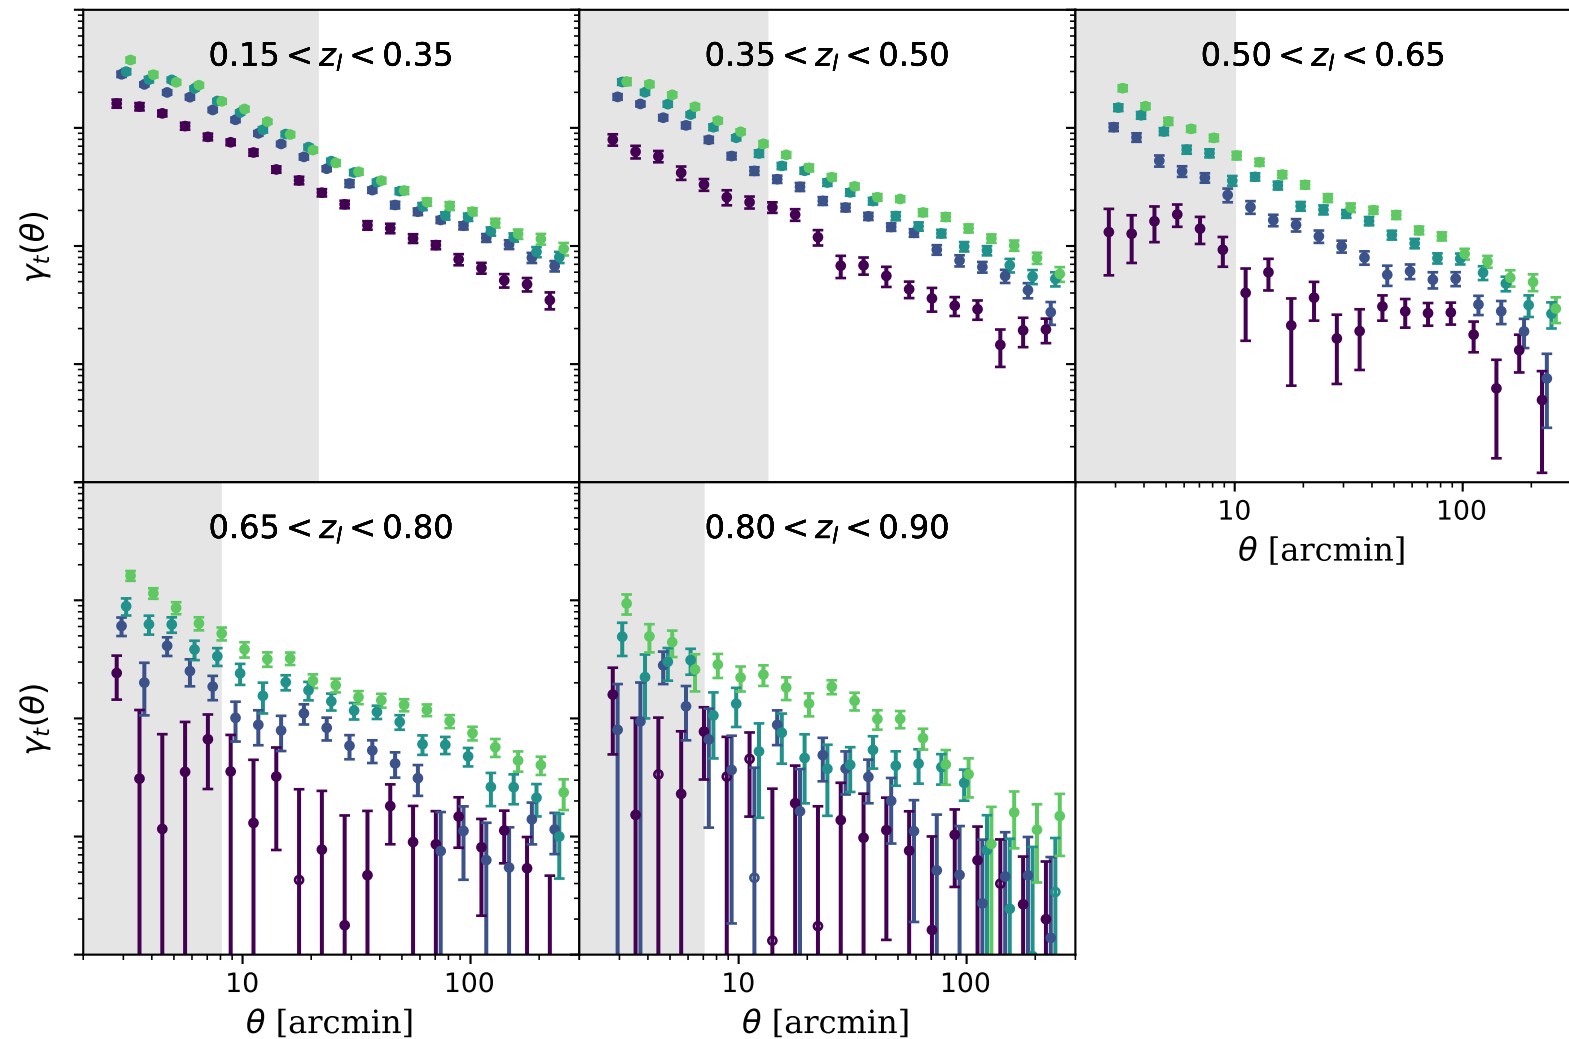 0.15 < z_l < 0.35
0.35 < z_l < 0.50
0.50 < z_l < 0.65
γ_t(θ)
10 100
θ [arcmin]
0.65 < z_l < 0.80
0.80 < z_l < 0.90
γ_t(θ)
10 100
10 100
θ [arcmin]
θ [arcmin]